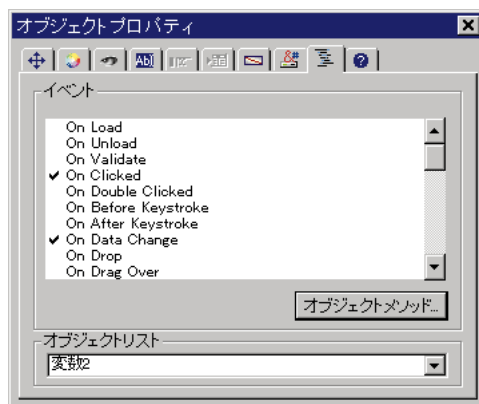 オブジェクトプロパティ
イベント
On Load
On Unload
On Validate
On Clicked
On Double Clicked
On Before Keystroke
On After Keystroke
On Data Change
On Drop
On Drag Over
オブジェクトメソッド...
オブジェクトリスト
変数2